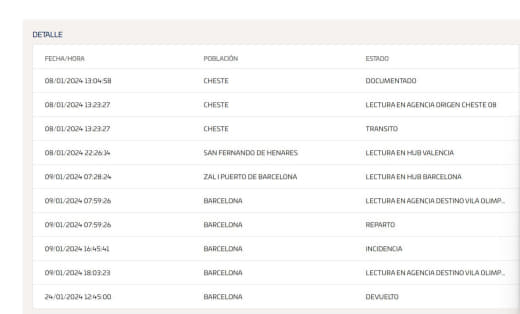 DETALLE
FECHA/HORA POBLACIÓN ESTADO
08/01/2024 13:04:58 CHESTE DOCUMENTADO
08/01/2024 13:23:27 CHESTE LECTURA EN AGENCIA ORIGEN CHESTE 08
08/01/2024 13:23:27 CHESTE TRANSITO
08/01/2024 22:26:14 SAN FERNANDO DE HENARES LECTURA EN HUB VALENCIA
09/01/2024 07:28:24 ZAL I PUERTO DE BARCELONA LECTURA EN HUB BARCELONA
09/01/2024 07:59:26 BARCELONA LECTURA EN AGENCIA DESTINO VILA OLIMP...
09/01/2024 07:59:26 BARCELONA REPARTO
09/01/2024 16:45:41 BARCELONA INCIDENCIA
09/01/2024 18:03:23 BARCELONA LECTURA EN AGENCIA DESTINO VILA OLIMP...
24/01/2024 12:45:00 BARCELONA DEVUELTO